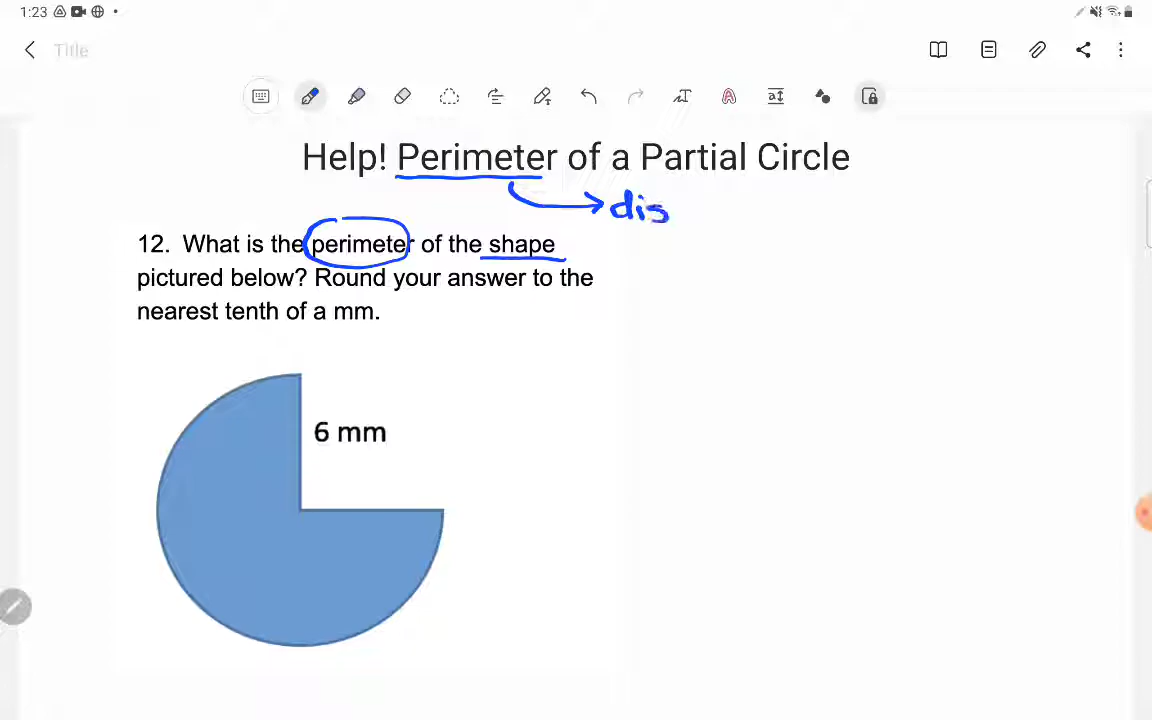 1:23
Title
Help! Perimeter of a Partial Circle
dis
12. What is the perimeter of the shape
pictured below? Round your answer to the
nearest tenth of a mm.
6 mm